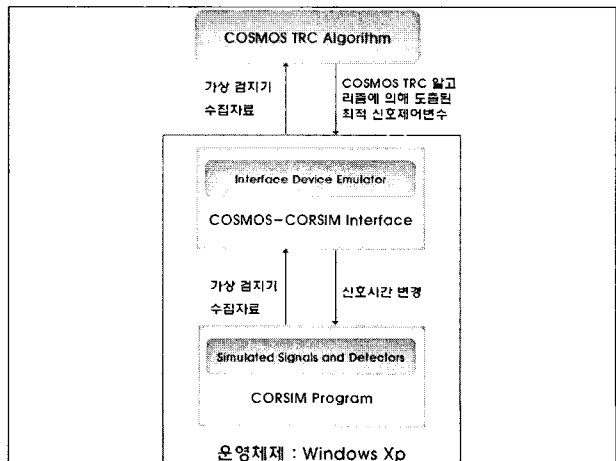 COSMOS TRC Algorithm
가상 검지기
수집자료
COSMOS TRC 알고
리즘에 의해 도출된
최적 신호제어변수
Interface Device Emulator
COSMOS-CORSIM Interface
가상 검지기
수집자료
신호시간 변경
Simulated Signals and Detectors
CORSIM Program
운영체제 : Windows Xp